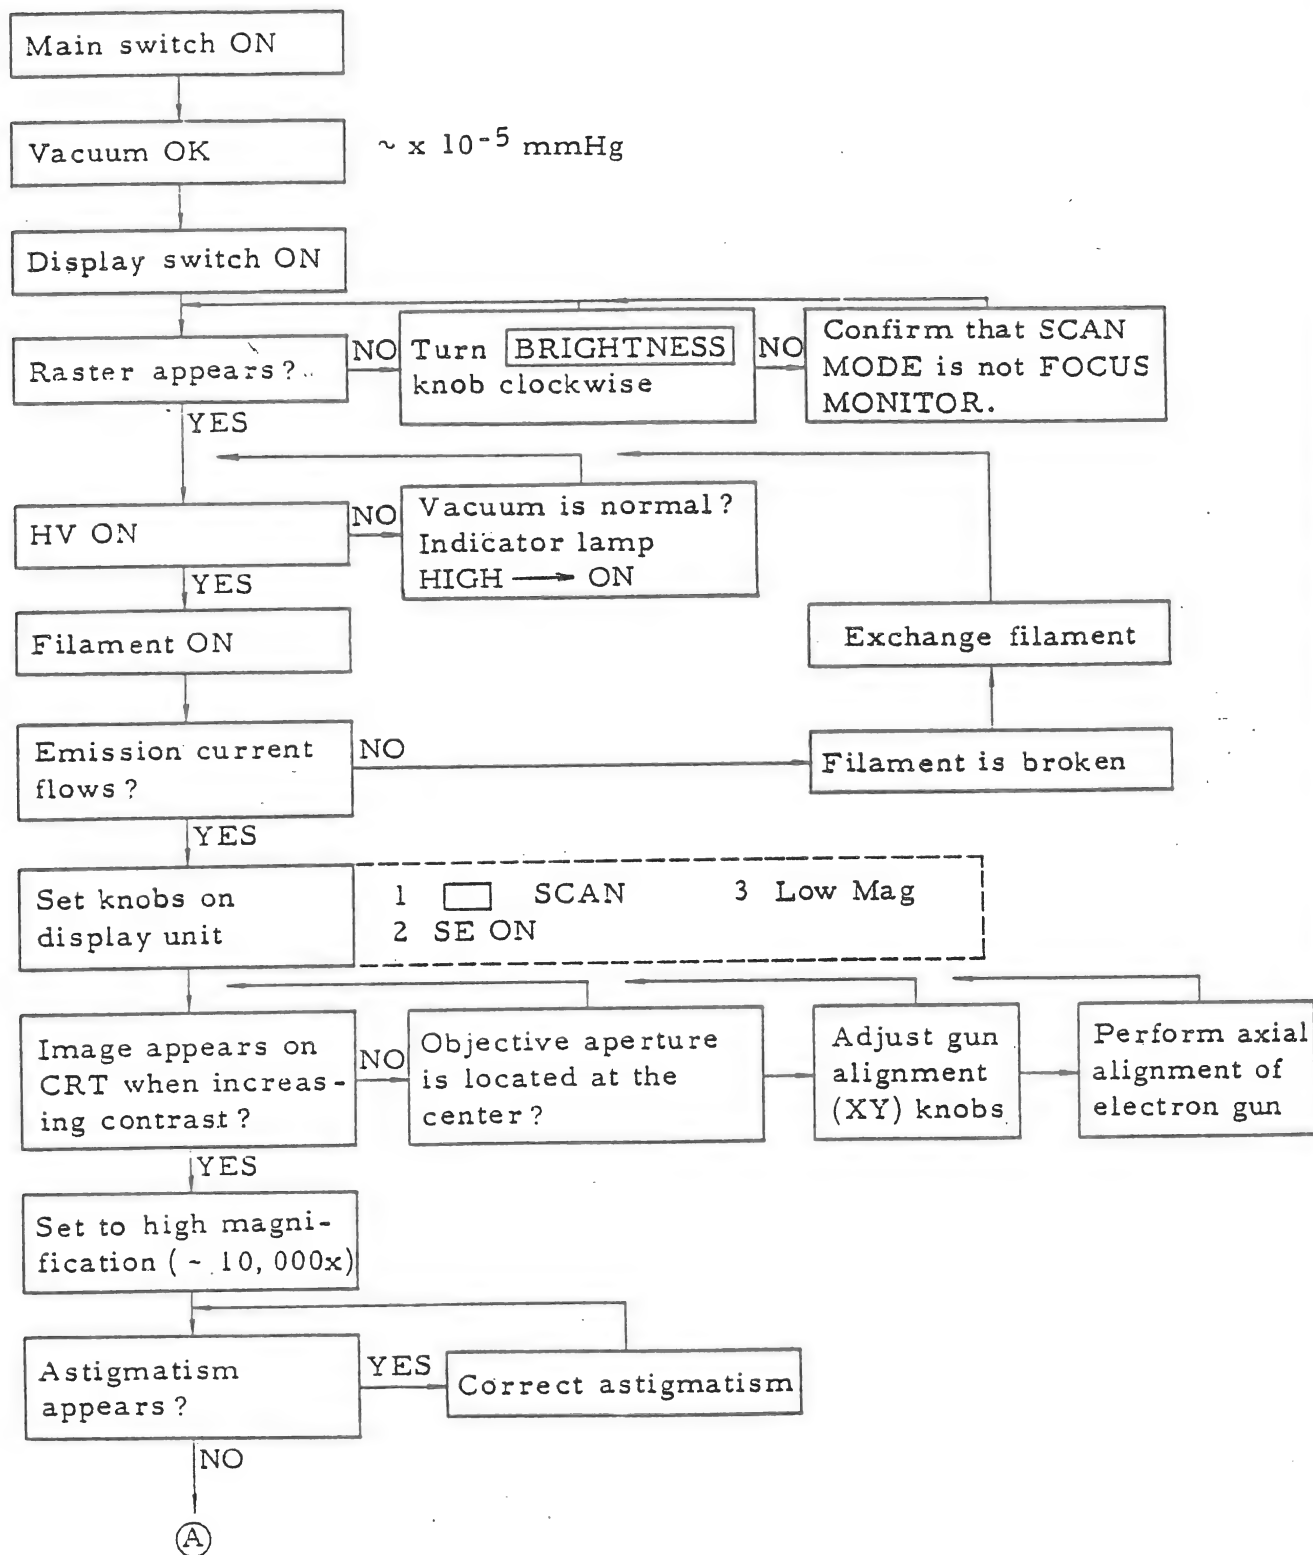 Main switch ON
Vacuum OK
~ x 10⁻⁵ mmHg
Display switch ON
Raster appears?
NO
Turn BRIGHTNESS
knob clockwise
NO
Confirm that SCAN
MODE is not FOCUS
MONITOR.
YES
HV ON
NO
Vacuum is normal?
Indicator lamp
HIGH → ON
YES
Filament ON
Exchange filament
Emission current
flows?
NO
Filament is broken
YES
Set knobs on
display unit
1 SCAN
2 SE ON
3 Low Mag
Image appears on
CRT when increas-
ing contrast?
NO
Objective aperture
is located at the
center?
Adjust gun
alignment
(XY) knobs
Perform axial
alignment of
electron gun
YES
Set to high magni-
fication (~ 10,000x)
Astigmatism
appears?
YES
Correct astigmatism
NO
A